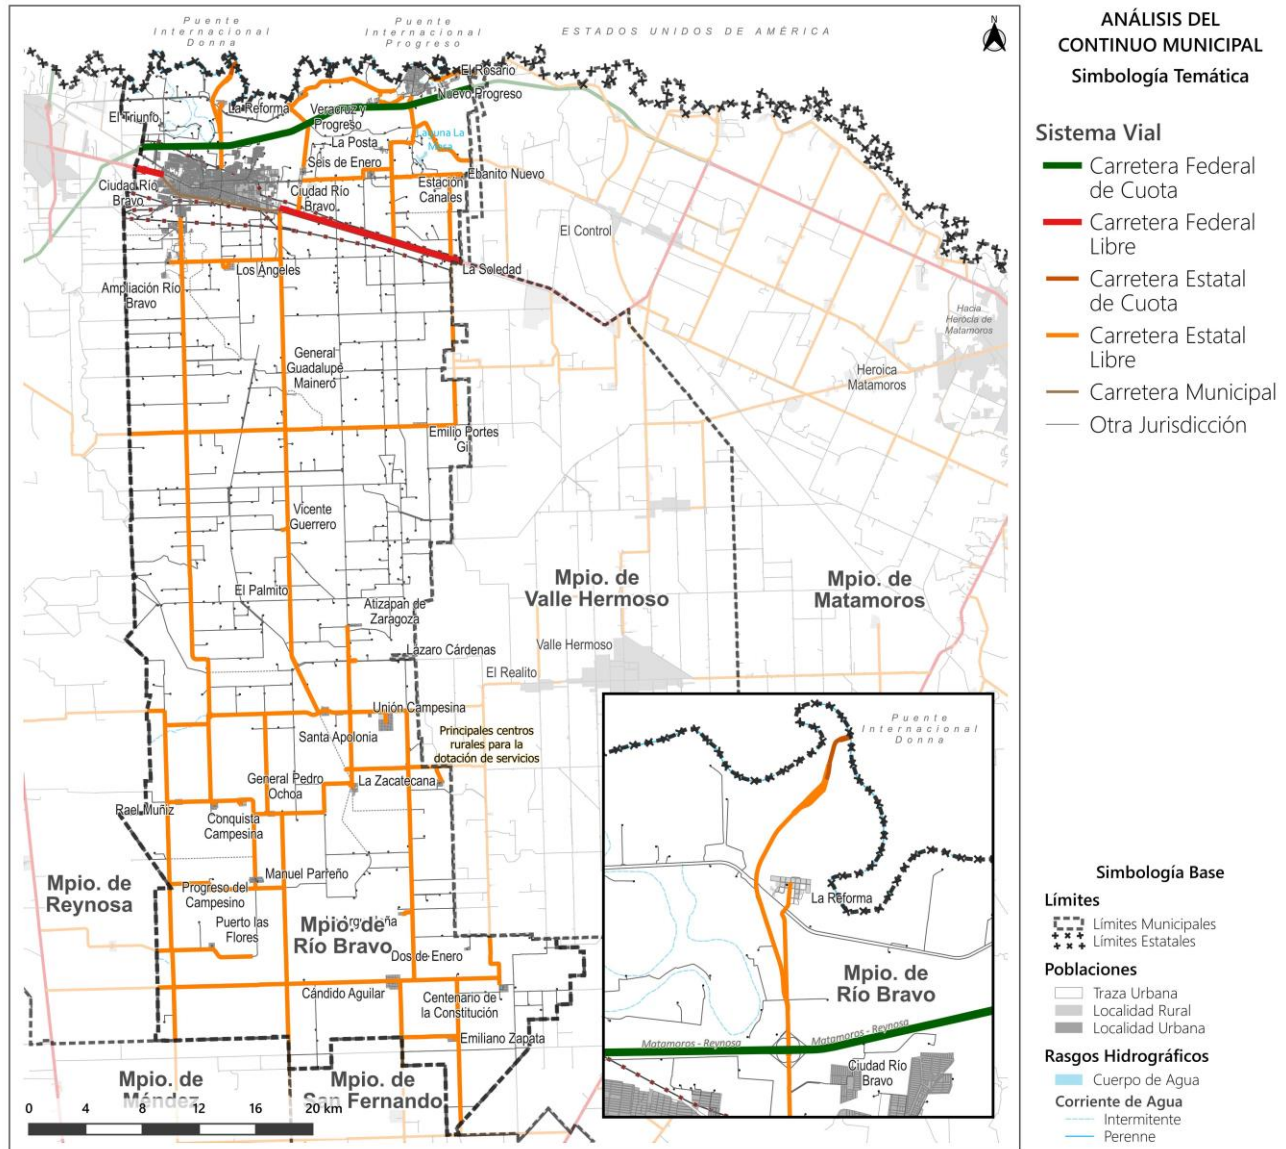 Puente
Internacional
Donna
Puente
Internacional
Progreso
ESTADOS UNIDOS DE AMÉRICA
N
El Rosario
Nuevo Progreso
La Reforma
Veracruz y
Progreso
El Triunfo
Laguna La
Mesa
La Posta
Seis de Enero
Ebanito Nuevo
Ciudad Río
Bravo
Ciudad Río
Bravo
Estación
Canales
El Control
Los Angeles
La Soledad
Ampliación Río
Bravo
Hacia
Heroica de
Matamoros
General
Guadalupe
Mainero
Heroica
Matamoros
Emilio Portes
Gil
Vicente
Guerrero
El Palmito
Mpio. de
Valle Hermoso
Mpio. de
Matamoros
Atizapán de
Zaragoza
Lázaro Cárdenas
Valle Hermoso
El Realito
Unión Campesina
Santa Apolonia
Principales centros
rurales para la
dotación de servicios
General Pedro
Ochoa
La Zacatecana
Rael Muñiz
Conquista
Campesina
Manuel Parreño
Mpio. de
Reynosa
Progreso del
Campesino
Puerto las
Flores
Mpio. de
Río Bravo
Dos de Enero
Cándido Aguilar
Centenario de
la Constitución
Emiliano Zapata
Mpio. de
Méndez
Mpio. de
San Fernando
0 4 8 12 16 20 km
Puente
Internacional
Donna
La Reforma
Mpio. de
Río Bravo
Matamoros - Reynosa
Matamoros - Reynosa
Ciudad Río
Bravo
ANÁLISIS DEL
CONTINUO MUNICIPAL
Simbología Temática
Sistema Vial
Carretera Federal
de Cuota
Carretera Federal
Libre
Carretera Estatal
de Cuota
Carretera Estatal
Libre
Carretera Municipal
Otra Jurisdicción
Simbología Base
Límites
Límites Municipales
Límites Estatales
Poblaciones
Traza Urbana
Localidad Rural
Localidad Urbana
Rasgos Hidrográficos
Cuerpo de Agua
Corriente de Agua
Intermitente
Perenne